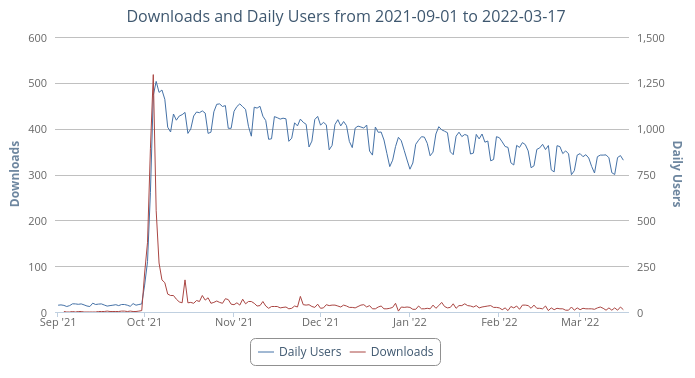 Downloads and Daily Users from 2021-09-01 to 2022-03-17
600
500
400
300
200
100
0
Downloads
1,500
1,250
1,000
750
500
250
0
Daily Users
Sep '21
Oct '21
Nov '21
Dec '21
Jan '22
Feb '22
Mar '22
Daily Users
Downloads